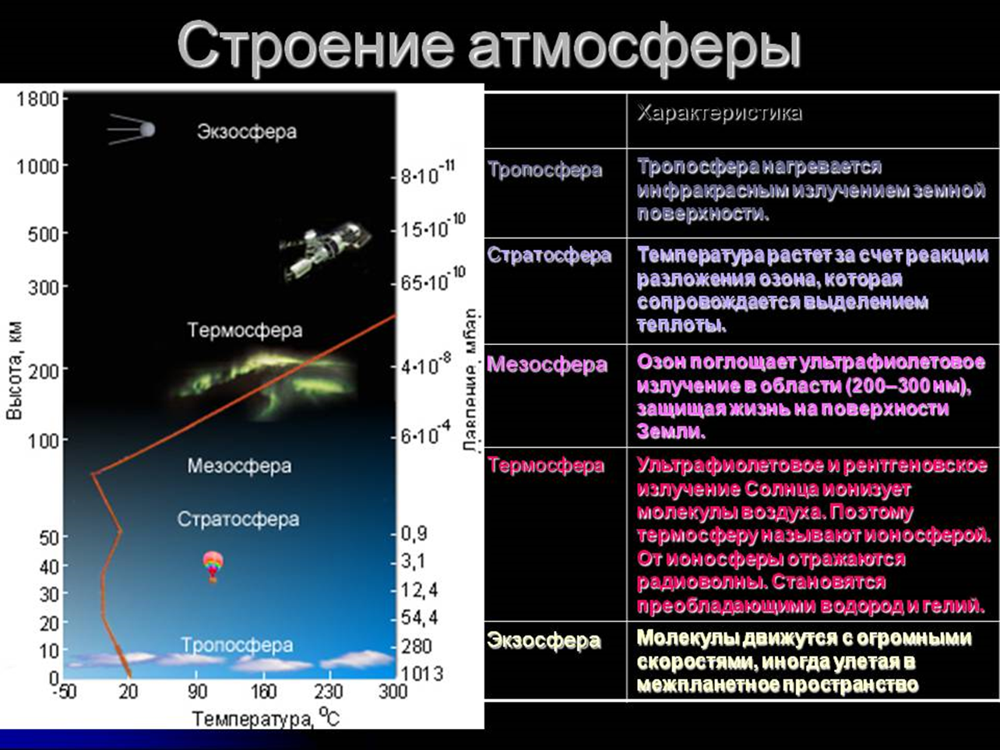 Строение атмосферы
1800
1000
500
300
200
100
50
40
30
20
10
0
Высота, км
Экзосфера
Термосфера
Мезосфера
Стратосфера
Тропосфера
8·10⁻¹¹
15·10⁻¹⁰
65·10⁻¹⁰
4·10⁻⁸
6·10⁻⁴
0,9
3,1
12,4
54,4
280
1013
Давление, мбар
-50 20 90 160 230 300
Температура, ⁰С
Характеристика
Тропосфера
Тропосфера нагревается
инфракрасным излучением земной
поверхности.
Стратосфера
Температура растет за счет реакции
разложения озона, которая
сопровождается выделением
теплоты.
Мезосфера
Озон поглощает ультрафиолетовое
излучение в области (200–300 нм),
защищая жизнь на поверхности
Земли.
Термосфера
Ультрафиолетовое и рентгеновское
излучение Солнца ионизует
молекулы воздуха. Поэтому
термосферу называют ионосферой.
От ионосферы отражаются
радиоволны. Становятся
преобладающими водород и гелий.
Экзосфера
Молекулы движутся с огромными
скоростями, иногда улетая в
межпланетное пространство